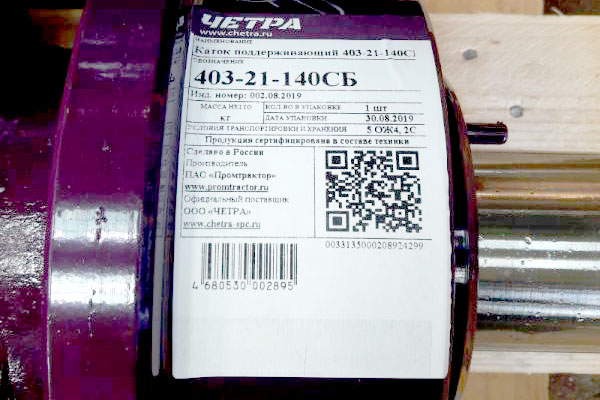 ЧЕТРА
www.chetra.ru
НАИМЕНОВАНИЕ
Каток поддерживающий 403-21-140С
ОБОЗНАЧЕНИЕ
403-21-140СБ
Инд. номер: 002.08.2019
МАССА НЕТТО КОЛ-ВО В УПАКОВКЕ 1 шт
КГ ДАТА УПАКОВКИ 30.08.2019
УСЛОВИЯ ТРАНСПОРТИРОВКИ И ХРАНЕНИЯ 5 ОЖ4, 2С
Продукция сертифицирована в составе техники
Сделано в России
Производитель
ПАО «Промтрактор»
www.promtractor.ru
Официальный поставщик
ООО «ЧЕТРА»
www.chetra-spc.ru
0033135000208924299
4 680530 002895